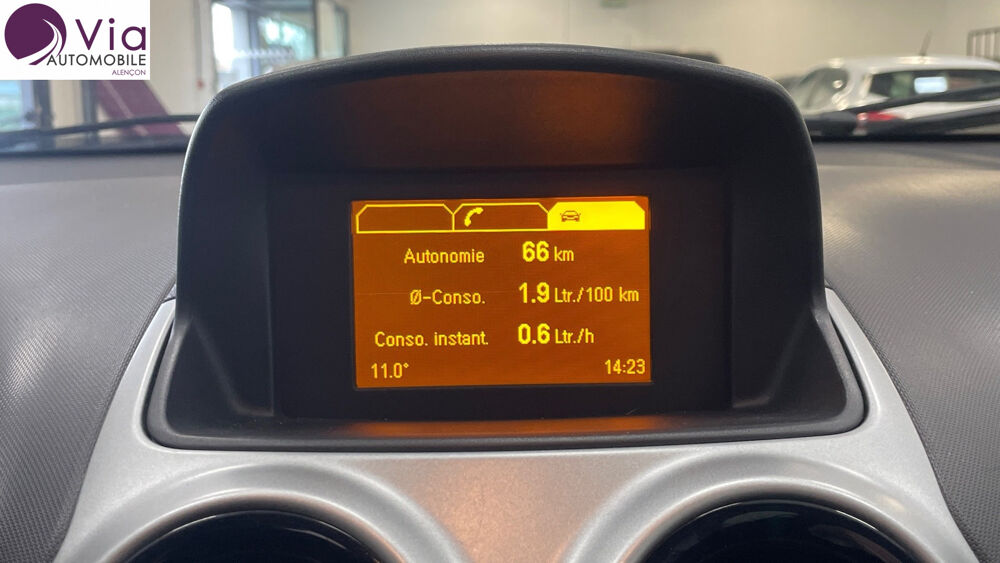 Via
AUTOMOBILE
ALENÇON
Autonomie 66 km
Ø-Conso. 1.9 Ltr./100 km
Conso. instant. 0.6 Ltr./h
11.0° 14:23